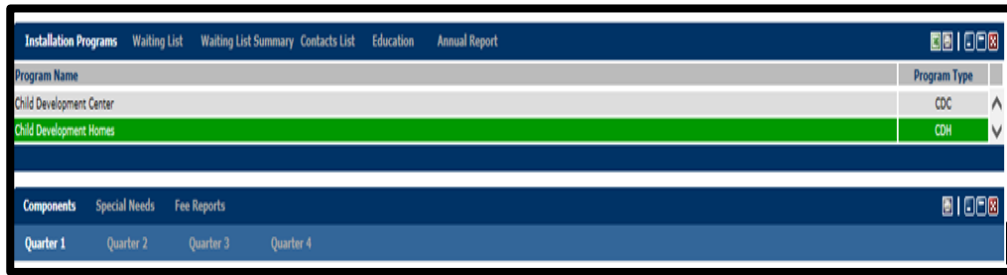 Installation Programs Waiting List Waiting List Summary Contacts List Education Annual Report
Program Name Program Type
Child Development Center CDC
Child Development Homes CDH
Components Special Needs Fee Reports
Quarter 1 Quarter 2 Quarter 3 Quarter 4